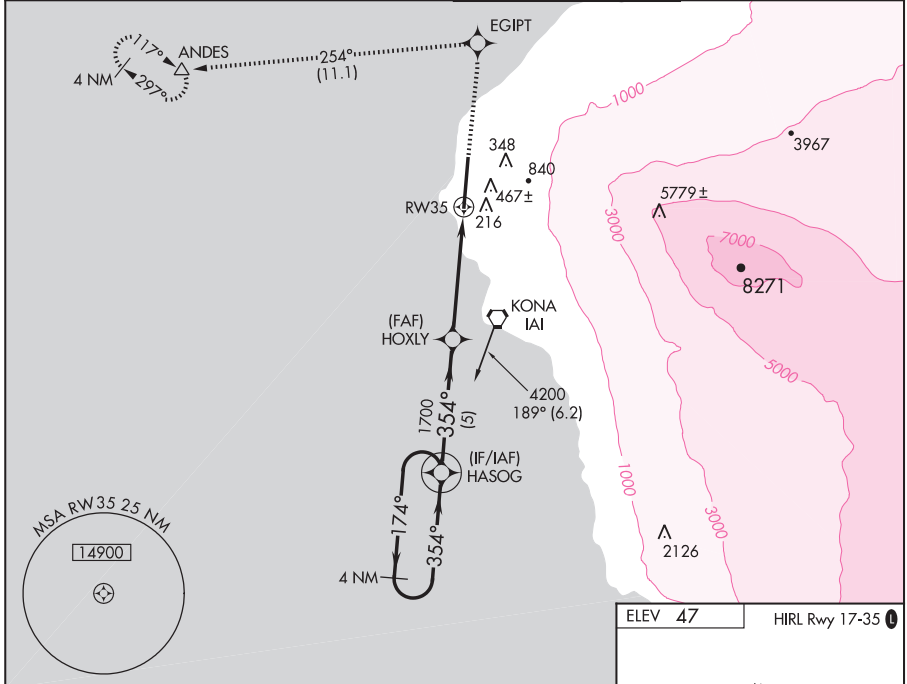 EGIPT
ANDES
117°
297°
4 NM
254°
(11.1)
1000
3967
348
840
467±
216
RW35
5779±
3000
7000
8271
KONA
IAI
(FAF)
HOXLY
5000
4200
189° (6.2)
1700
354°
(5)
(IF/IAF)
HASOG
174°
354°
4 NM
1000
3000
2126
MSA RW35 25 NM
14900
ELEV 47
HIRL Rwy 17-35 L